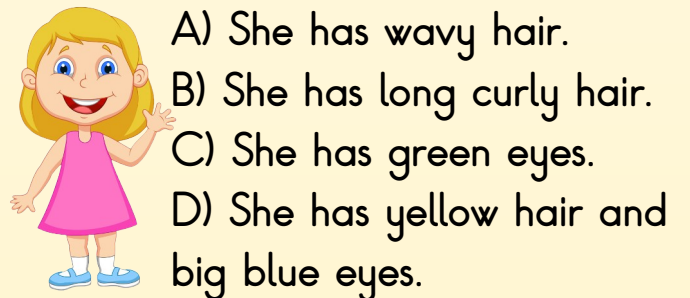 A) She has wavy hair.
B) She has long curly hair.
C) She has green eyes.
D) She has yellow hair and
big blue eyes.